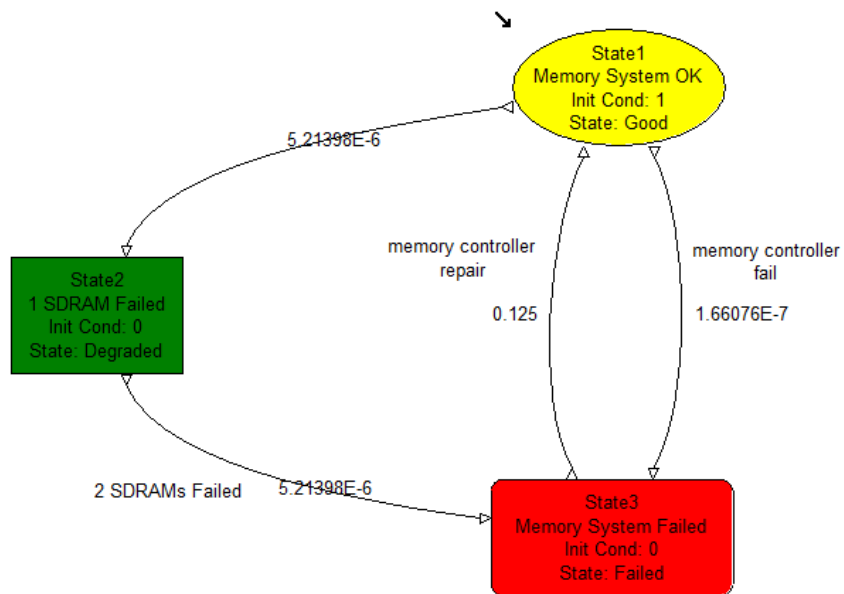 State1
Memory System OK
Init Cond: 1
State: Good
5.21398E-6
memory controller
repair
0.125
memory controller
fail
1.66076E-7
State2
1 SDRAM Failed
Init Cond: 0
State: Degraded
2 SDRAMs Failed
5.21398E-6
State3
Memory System Failed
Init Cond: 0
State: Failed